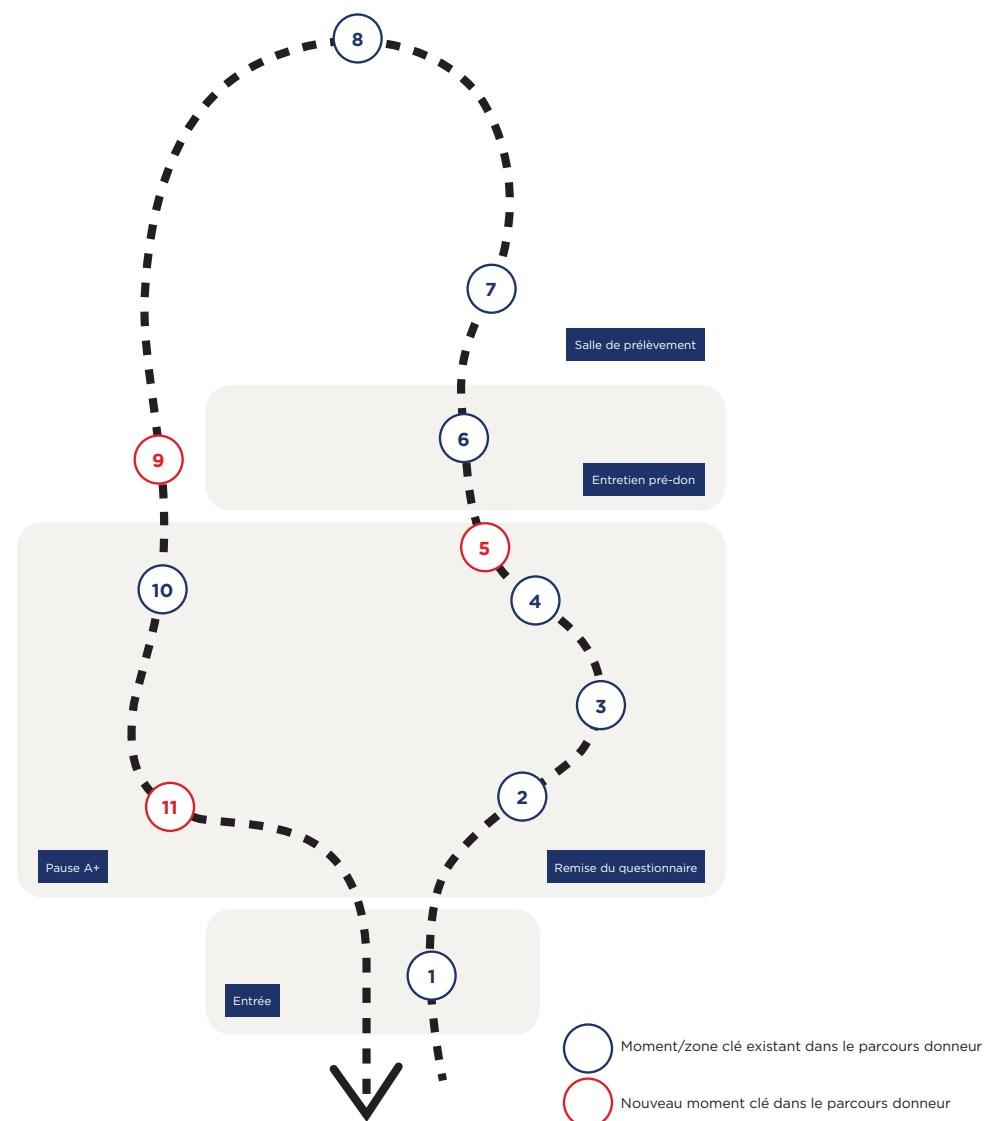 8
7
Salle de prélèvement
6
9
Entretien pré-don
5
10
4
3
2
11
Pause A+
Remise du questionnaire
1
Entrée
Moment/zone clé existant dans le parcours donneur
Nouveau moment clé dans le parcours donneur